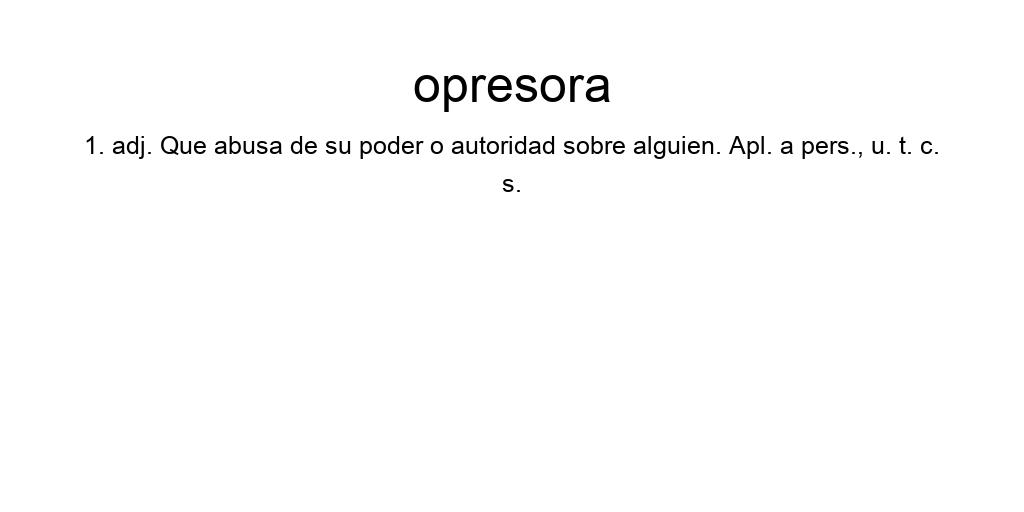 opresora
1. adj. Que abusa de su poder o autoridad sobre alguien. Apl. a pers., u. t. c.
s.